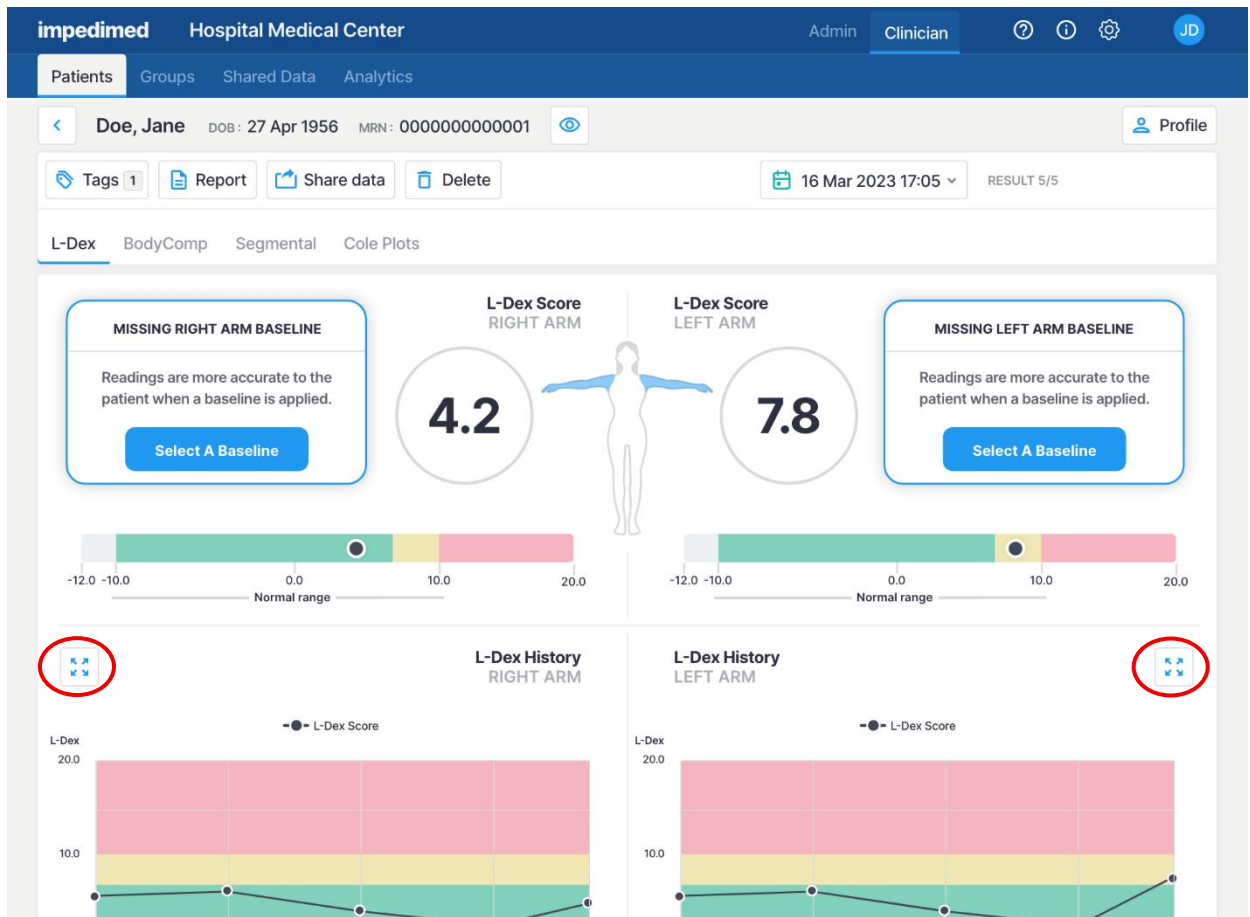 impedimed Hospital Medical Center Admin Clinician JD
Patients Groups Shared Data Analytics
Doe, Jane DOB: 27 Apr 1956 MRN: 0000000000001 Profile
Tags 1 Report Share data Delete 16 Mar 2023 17:05 RESULT 5/5
L-Dex BodyComp Segmental Cole Plots
MISSING RIGHT ARM BASELINE
Readings are more accurate to the
patient when a baseline is applied.
Select A Baseline
L-Dex Score
RIGHT ARM
4.2
L-Dex Score
LEFT ARM
7.8
MISSING LEFT ARM BASELINE
Readings are more accurate to the
patient when a baseline is applied.
Select A Baseline
-12.0 -10.0 0.0 10.0 20.0
Normal range
-12.0 -10.0 0.0 10.0 20.0
Normal range
L-Dex History
RIGHT ARM
L-Dex Score
L-Dex
20.0
10.0
L-Dex History
LEFT ARM
L-Dex Score
L-Dex
20.0
10.0